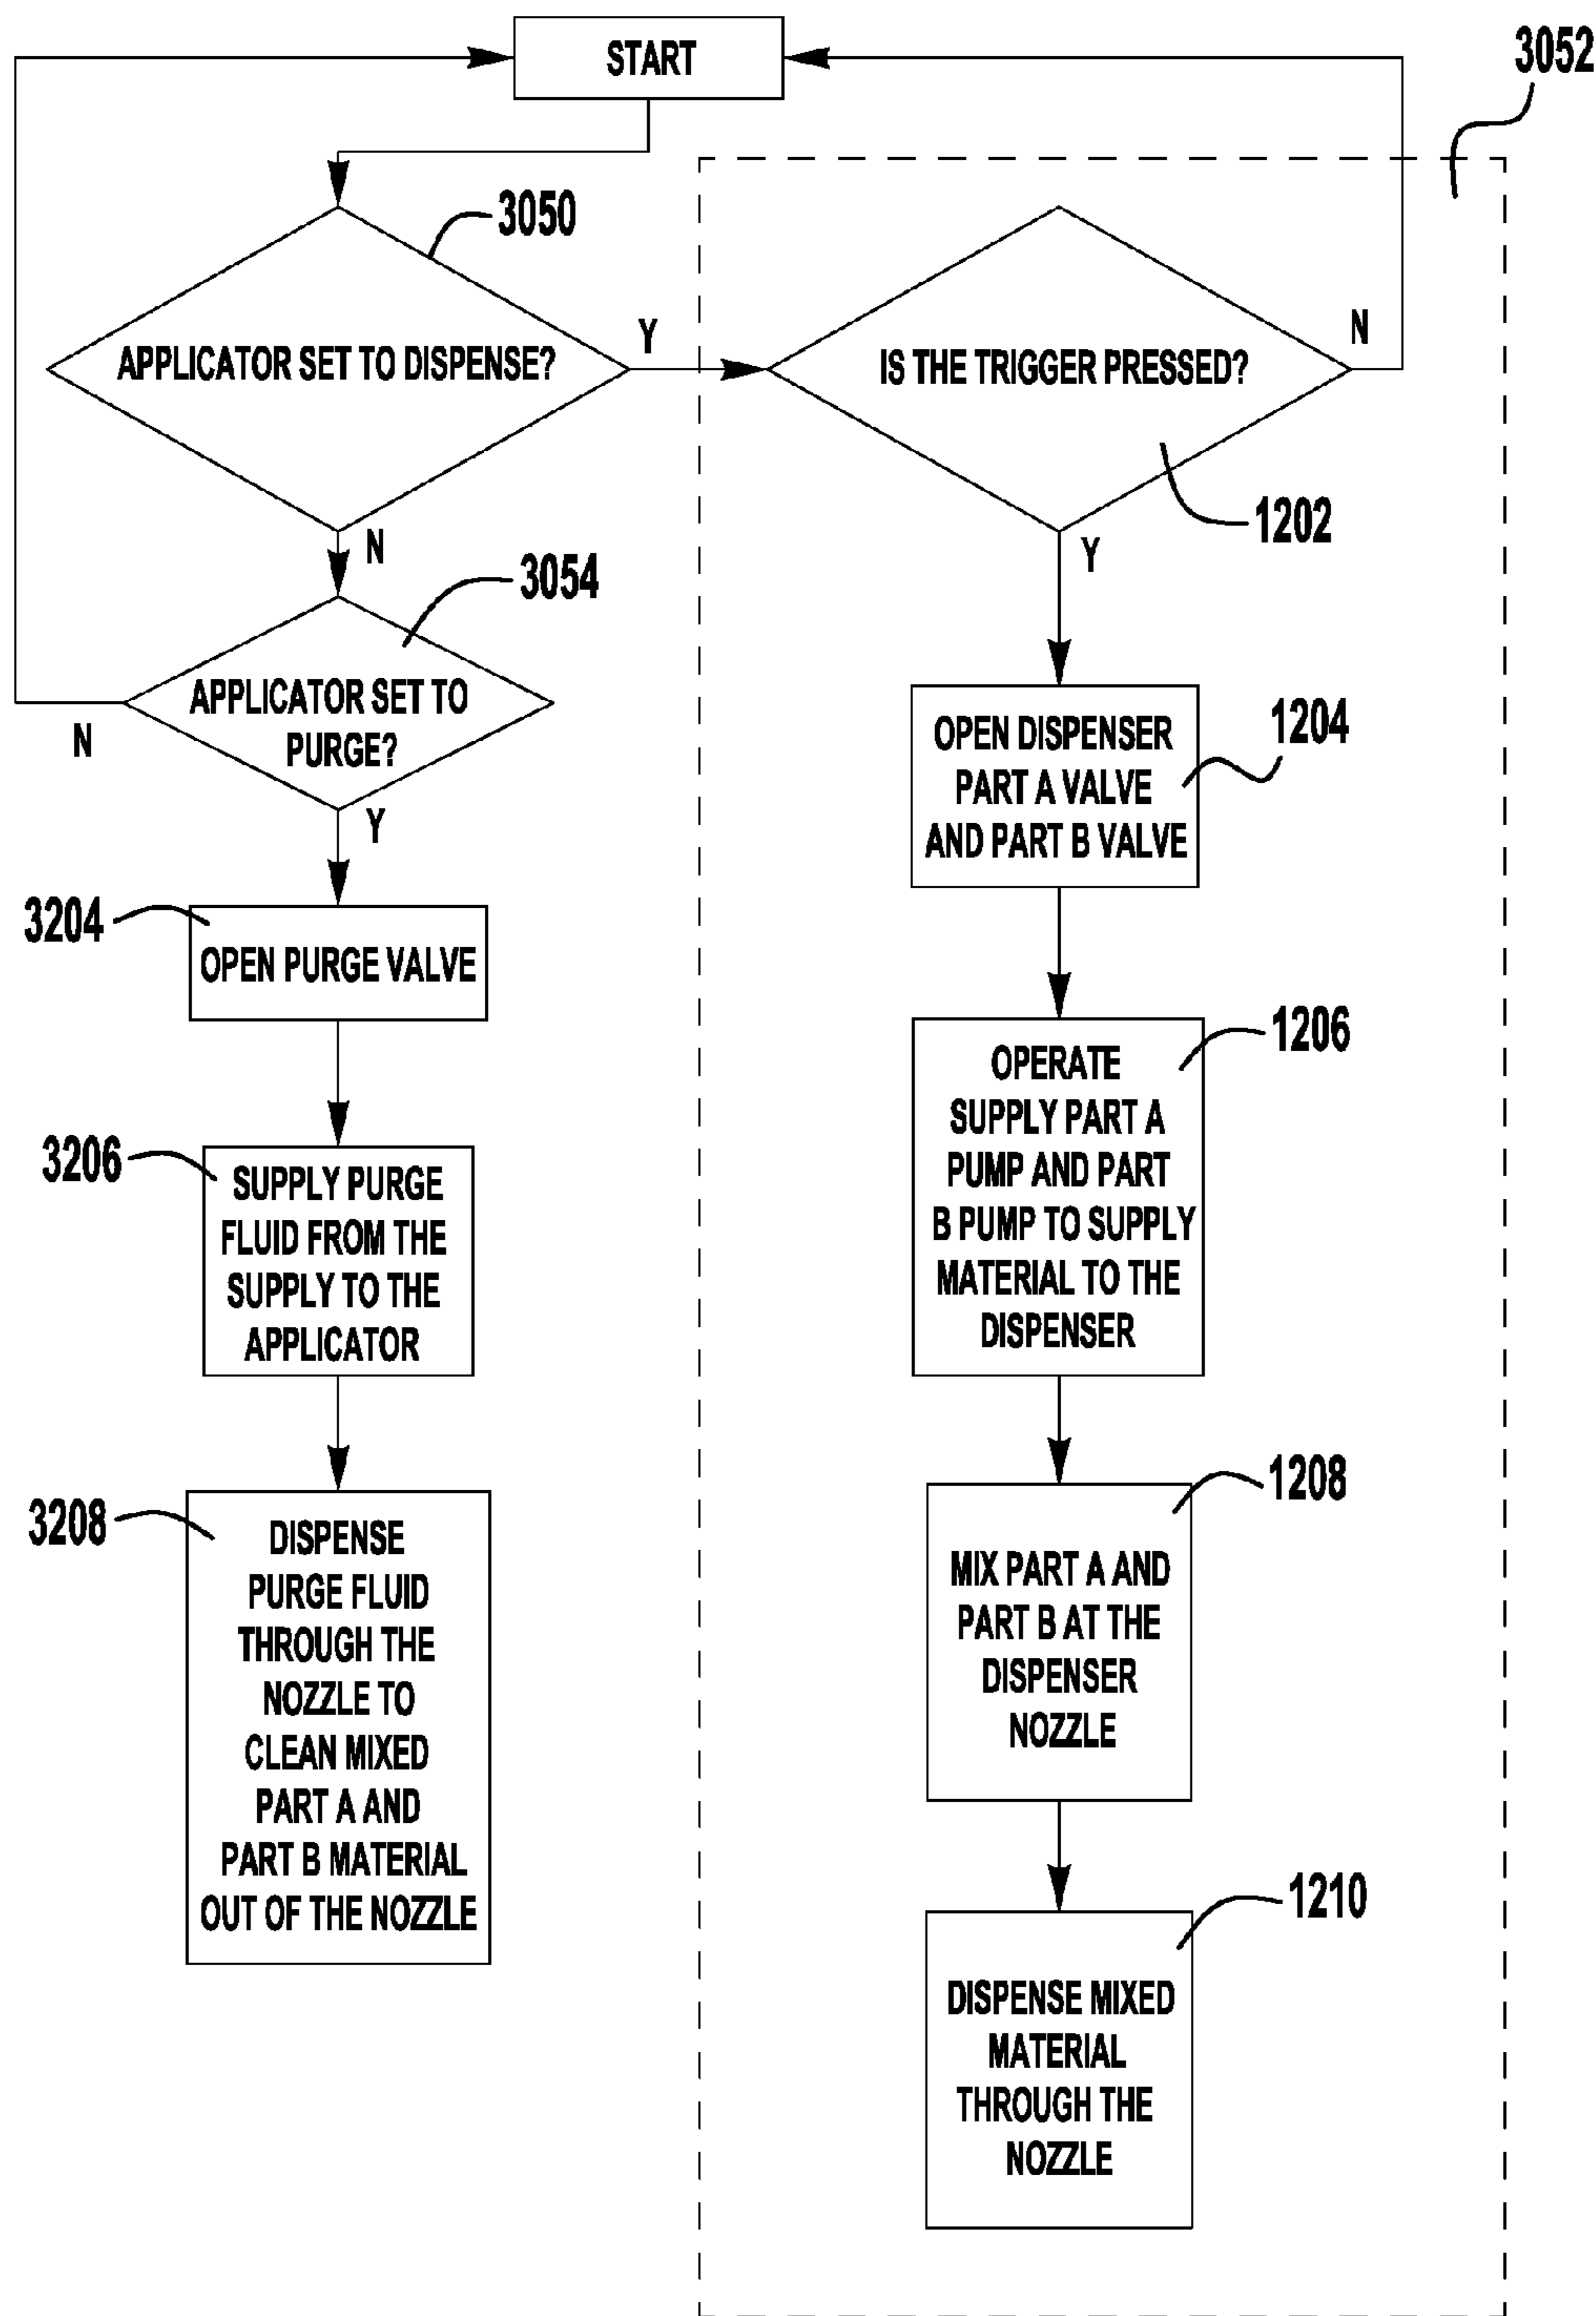 START
3052
3050
APPLICATOR SET TO DISPENSE?
Y
IS THE TRIGGER PRESSED?
N
1202
N
Y
3054
APPLICATOR SET TO
PURGE?
N
Y
OPEN DISPENSER
PART A VALVE
AND PART B VALVE
1204
3204
OPEN PURGE VALVE
OPERATE
SUPPLY PART A
PUMP AND PART
B PUMP TO SUPPLY
MATERIAL TO THE
DISPENSER
1206
3206
SUPPLY PURGE
FLUID FROM THE
SUPPLY TO THE
APPLICATOR
3208
DISPENSE
PURGE FLUID
THROUGH THE
NOZZLE TO
CLEAN MIXED
PART A AND
PART B MATERIAL
OUT OF THE NOZZLE
1208
MIX PART A AND
PART B AT THE
DISPENSER
NOZZLE
1210
DISPENSE MIXED
MATERIAL
THROUGH THE
NOZZLE